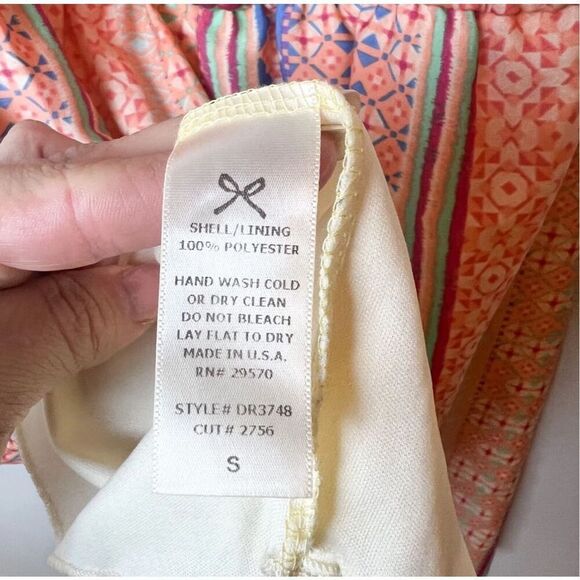 SHELL/LINING
100% POLYESTER
HAND WASH COLD
OR DRY CLEAN
DO NOT BLEACH
LAY FLAT TO DRY
MADE IN U.S.A.
RN# 29570
STYLE# DR3748
CUT# 2756
S